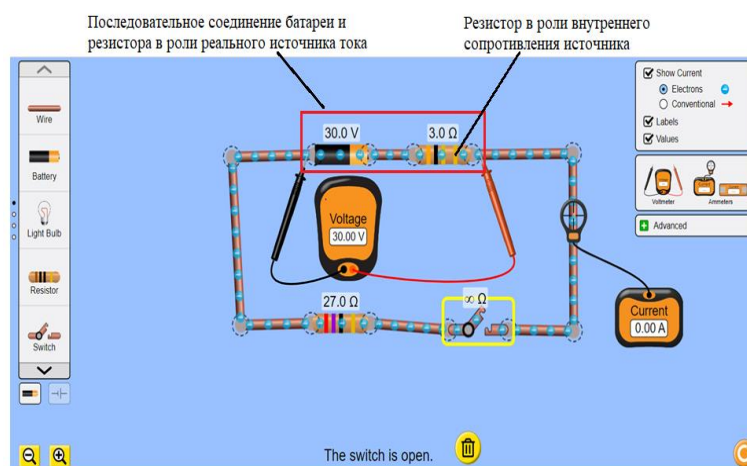 Последовательное соединение батареи и
резистора в роли реального источника тока
Резистор в роли внутреннего
сопротивления источника
Wire
Battery
Light Bulb
Resistor
Switch
30.0 V
3.0 Ω
Voltage
30.00 V
27.0 Ω
∞ Ω
Current
0.00 A
Show Current
Electrons
Conventional
Labels
Values
Voltmeter
Ammeters
Advanced
The switch is open.